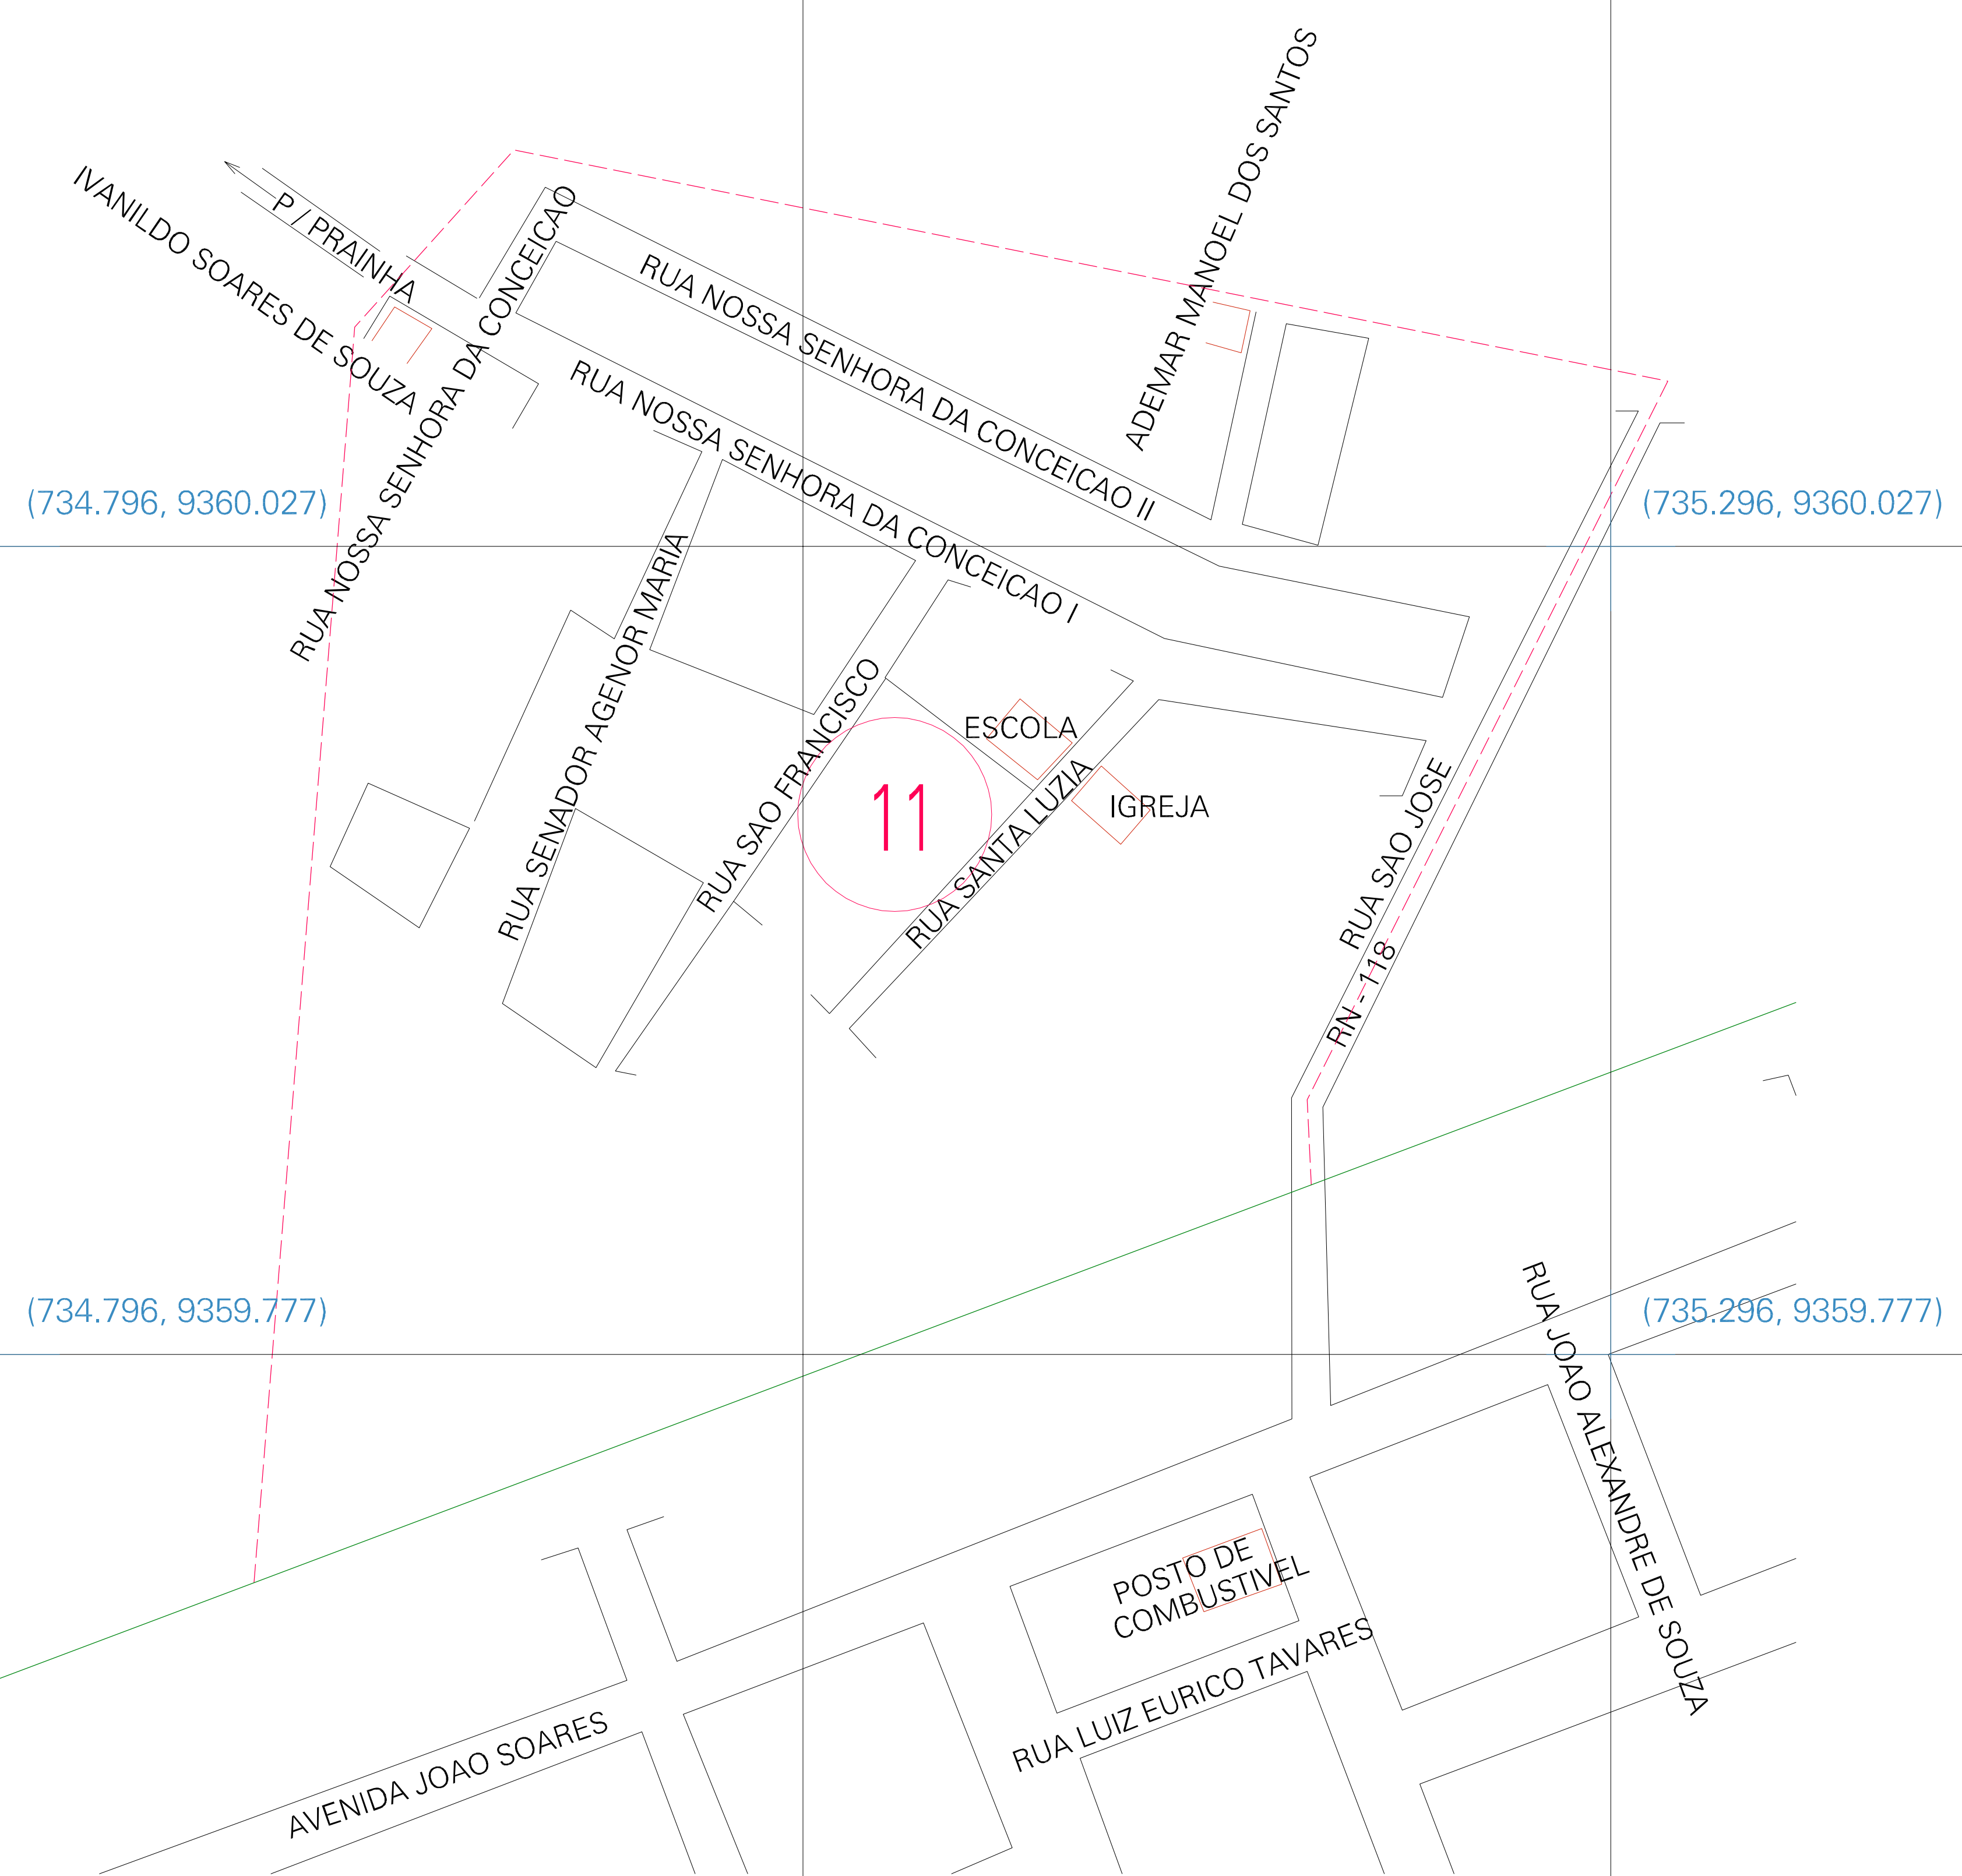 ADEMAR MANOEL DOS SANTOS
IVANILDO SOARES DE SOUZA
P / PRAINHA
RUA NOSSA SENHORA DA CONCEICAO
RUA NOSSA SENHORA DA CONCEICAO II
RUA NOSSA SENHORA DA CONCEICAO I
(734.796, 9360.027)
(735.296, 9360.027)
RUA SENADOR AGENOR MARIA
RUA SAO FRANCISCO
ESCOLA
IGREJA
11
RUA SANTA LUZIA
RUA SAO JOSE
RN - 118
(734.796, 9359.777)
(735.296, 9359.777)
RUA JOAO ALEXANDRE DE SOUZA
POSTO DE
COMBUSTIVEL
RUA LUIZ EURICO TAVARES
AVENIDA JOAO SOARES